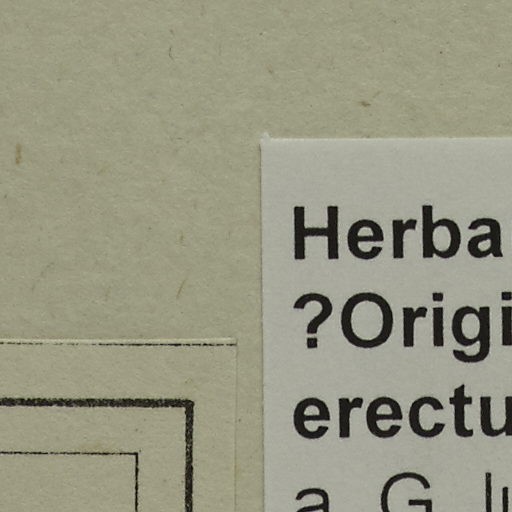 Herba
?Origi
erectu
a G